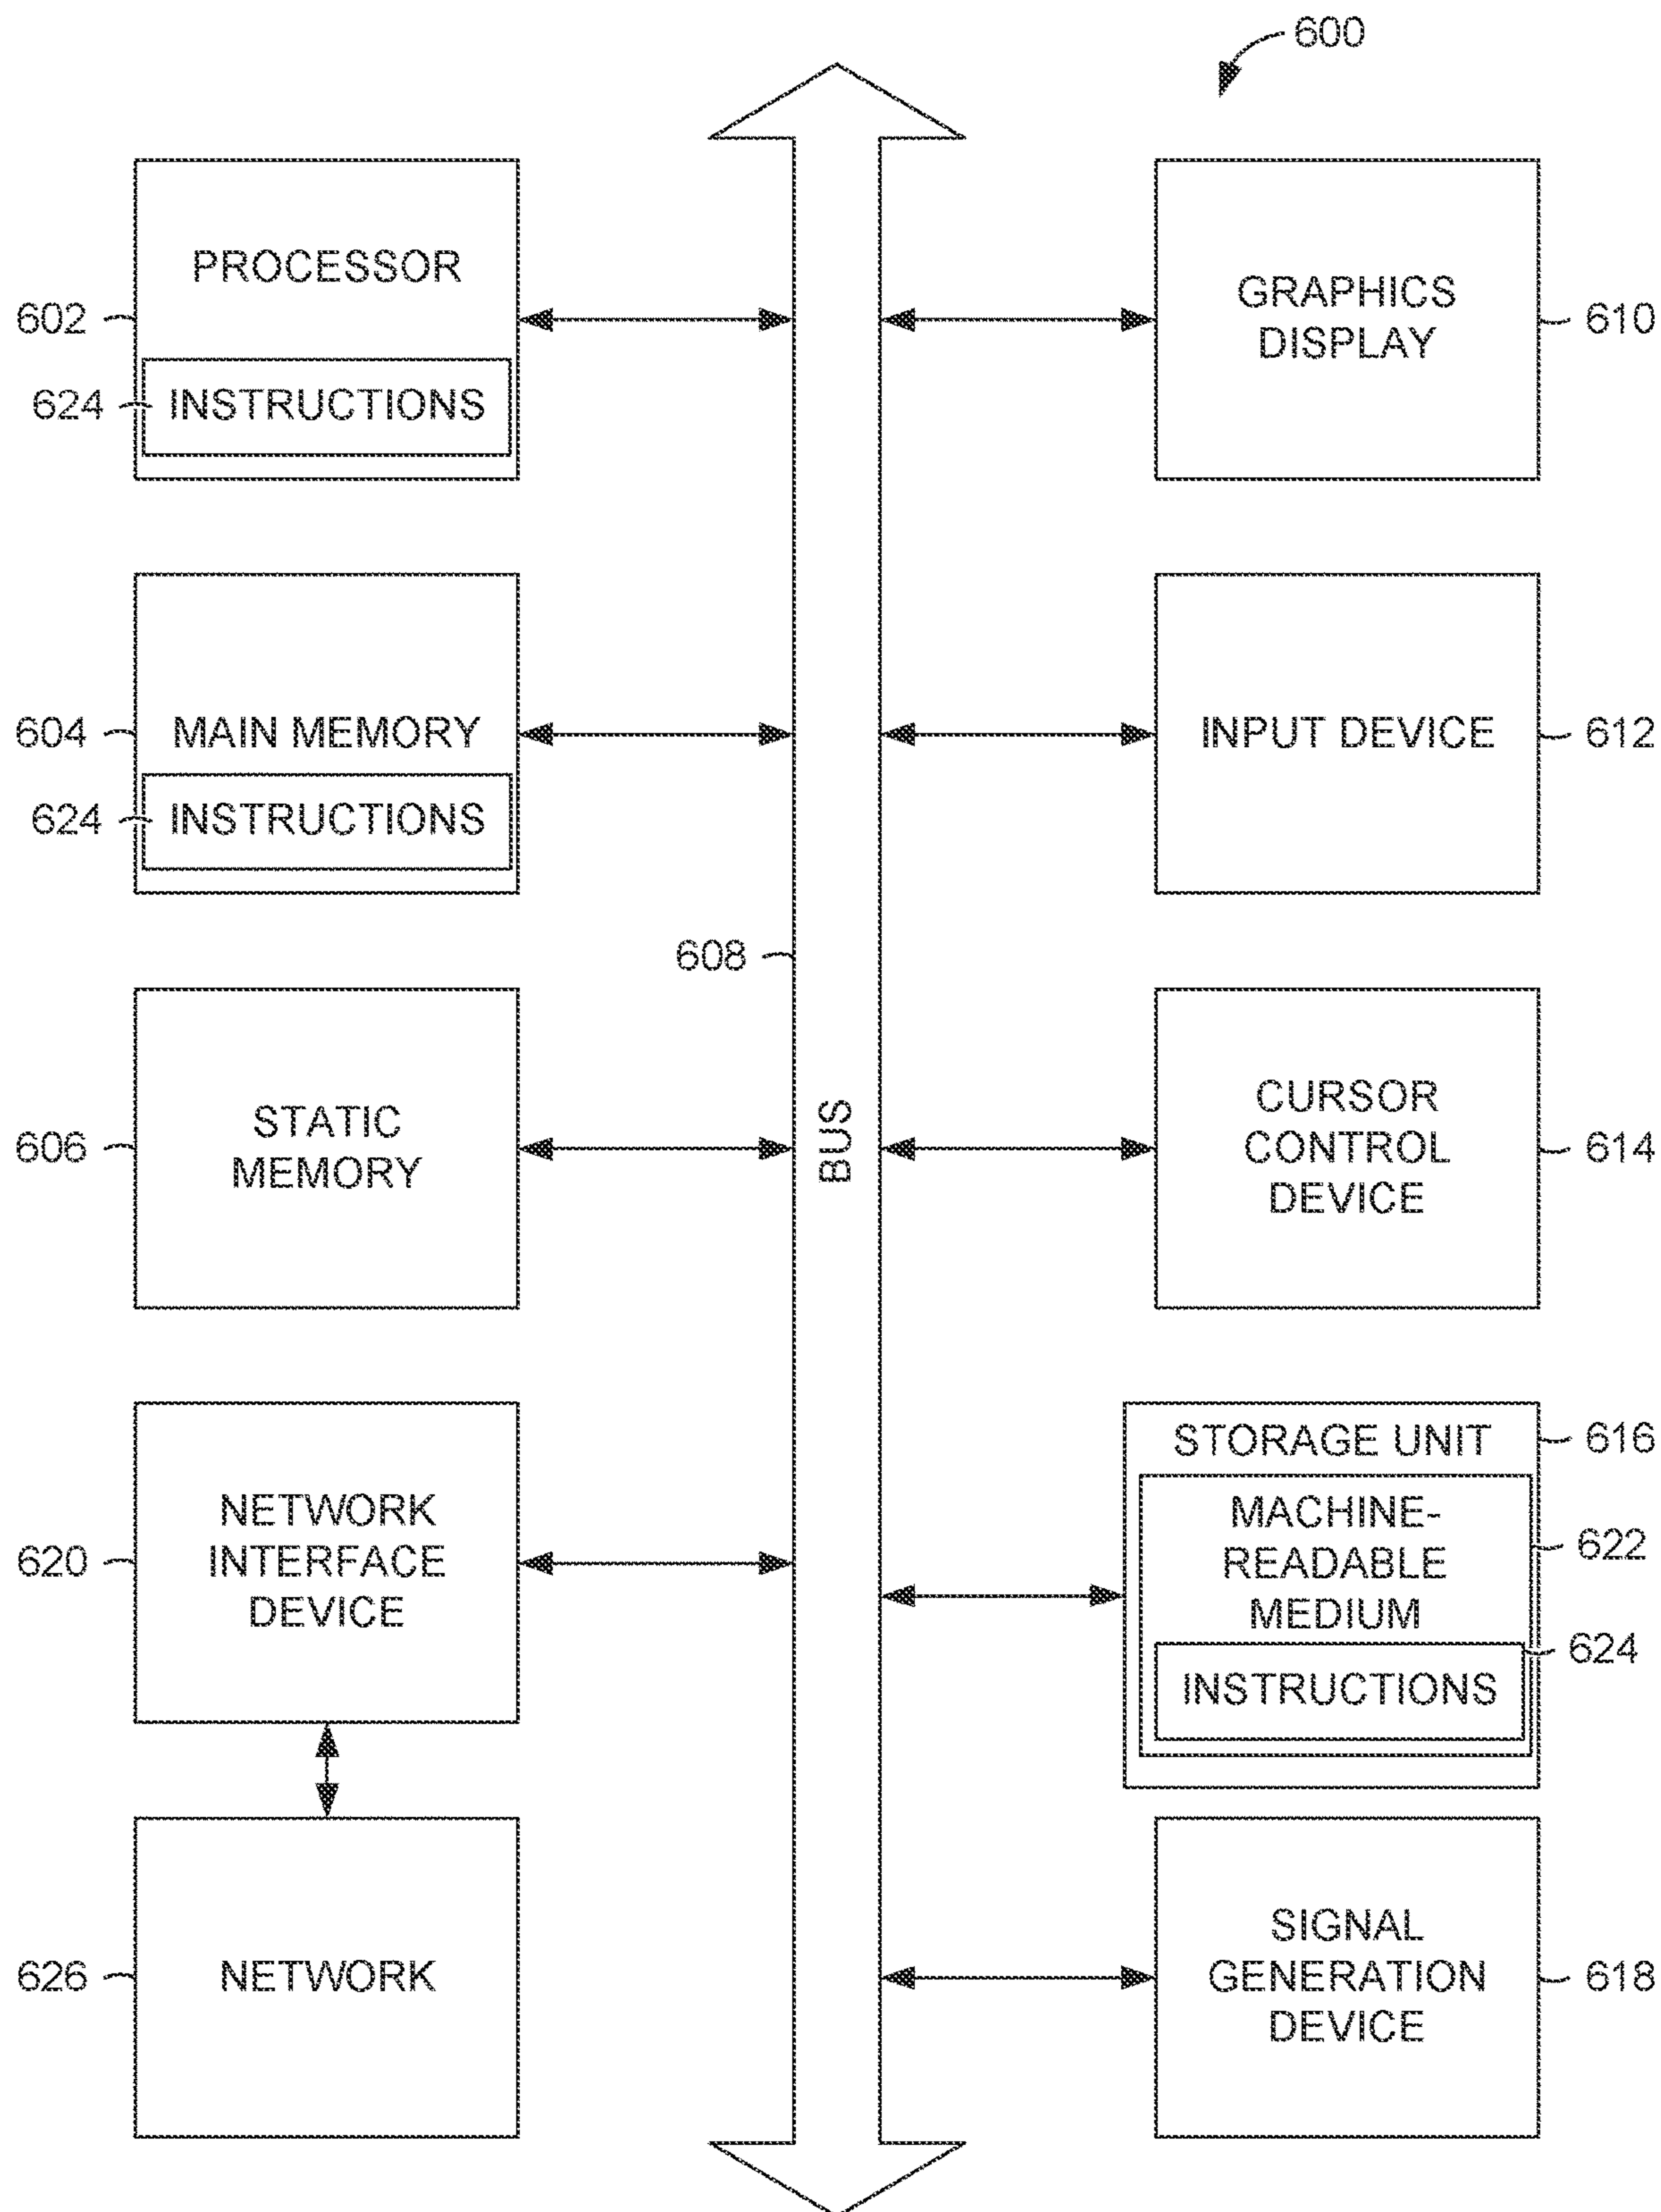 600
PROCESSOR
602
624
INSTRUCTIONS
GRAPHICS
DISPLAY
610
604
MAIN MEMORY
624
INSTRUCTIONS
INPUT DEVICE
612
608
BUS
606
STATIC
MEMORY
CURSOR
CONTROL
DEVICE
614
620
NETWORK
INTERFACE
DEVICE
STORAGE UNIT
616
MACHINE-
READABLE
MEDIUM
622
624
INSTRUCTIONS
626
NETWORK
SIGNAL
GENERATION
DEVICE
618